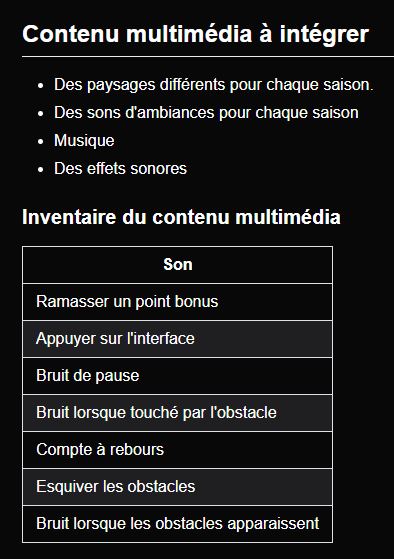 Contenu multimédia à intégrer
Des paysages différents pour chaque saison.
Des sons d'ambiances pour chaque saison
Musique
Des effets sonores
Inventaire du contenu multimédia
Son
Ramasser un point bonus
Appuyer sur l'interface
Bruit de pause
Bruit lorsque touché par l'obstacle
Compte à rebours
Esquiver les obstacles
Bruit lorsque les obstacles apparaissent